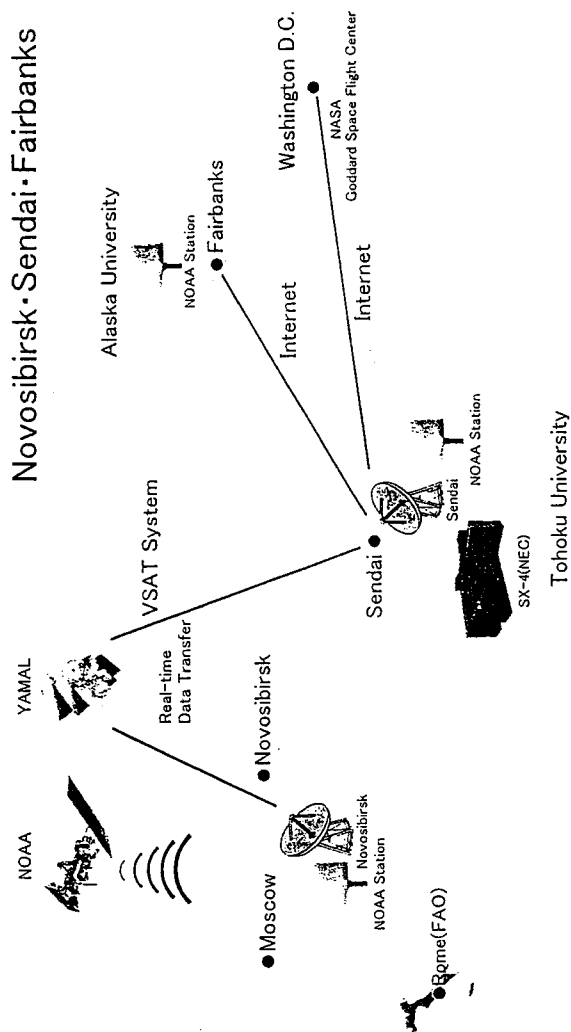 Novosibirsk・Sendai・Fairbanks
NOAA
YAMAL
VSAT System
Real-time
Data Transfer
Alaska University
NOAA Station
Fairbanks
Washington D.C.
NASA
Goddard Space Flight Center
Internet
Internet
Moscow
Novosibirsk
Novosibirsk
NOAA Station
Rome(FAO)
Sendai
Sendai
NOAA Station
SX-4(NEC)
Tohoku University